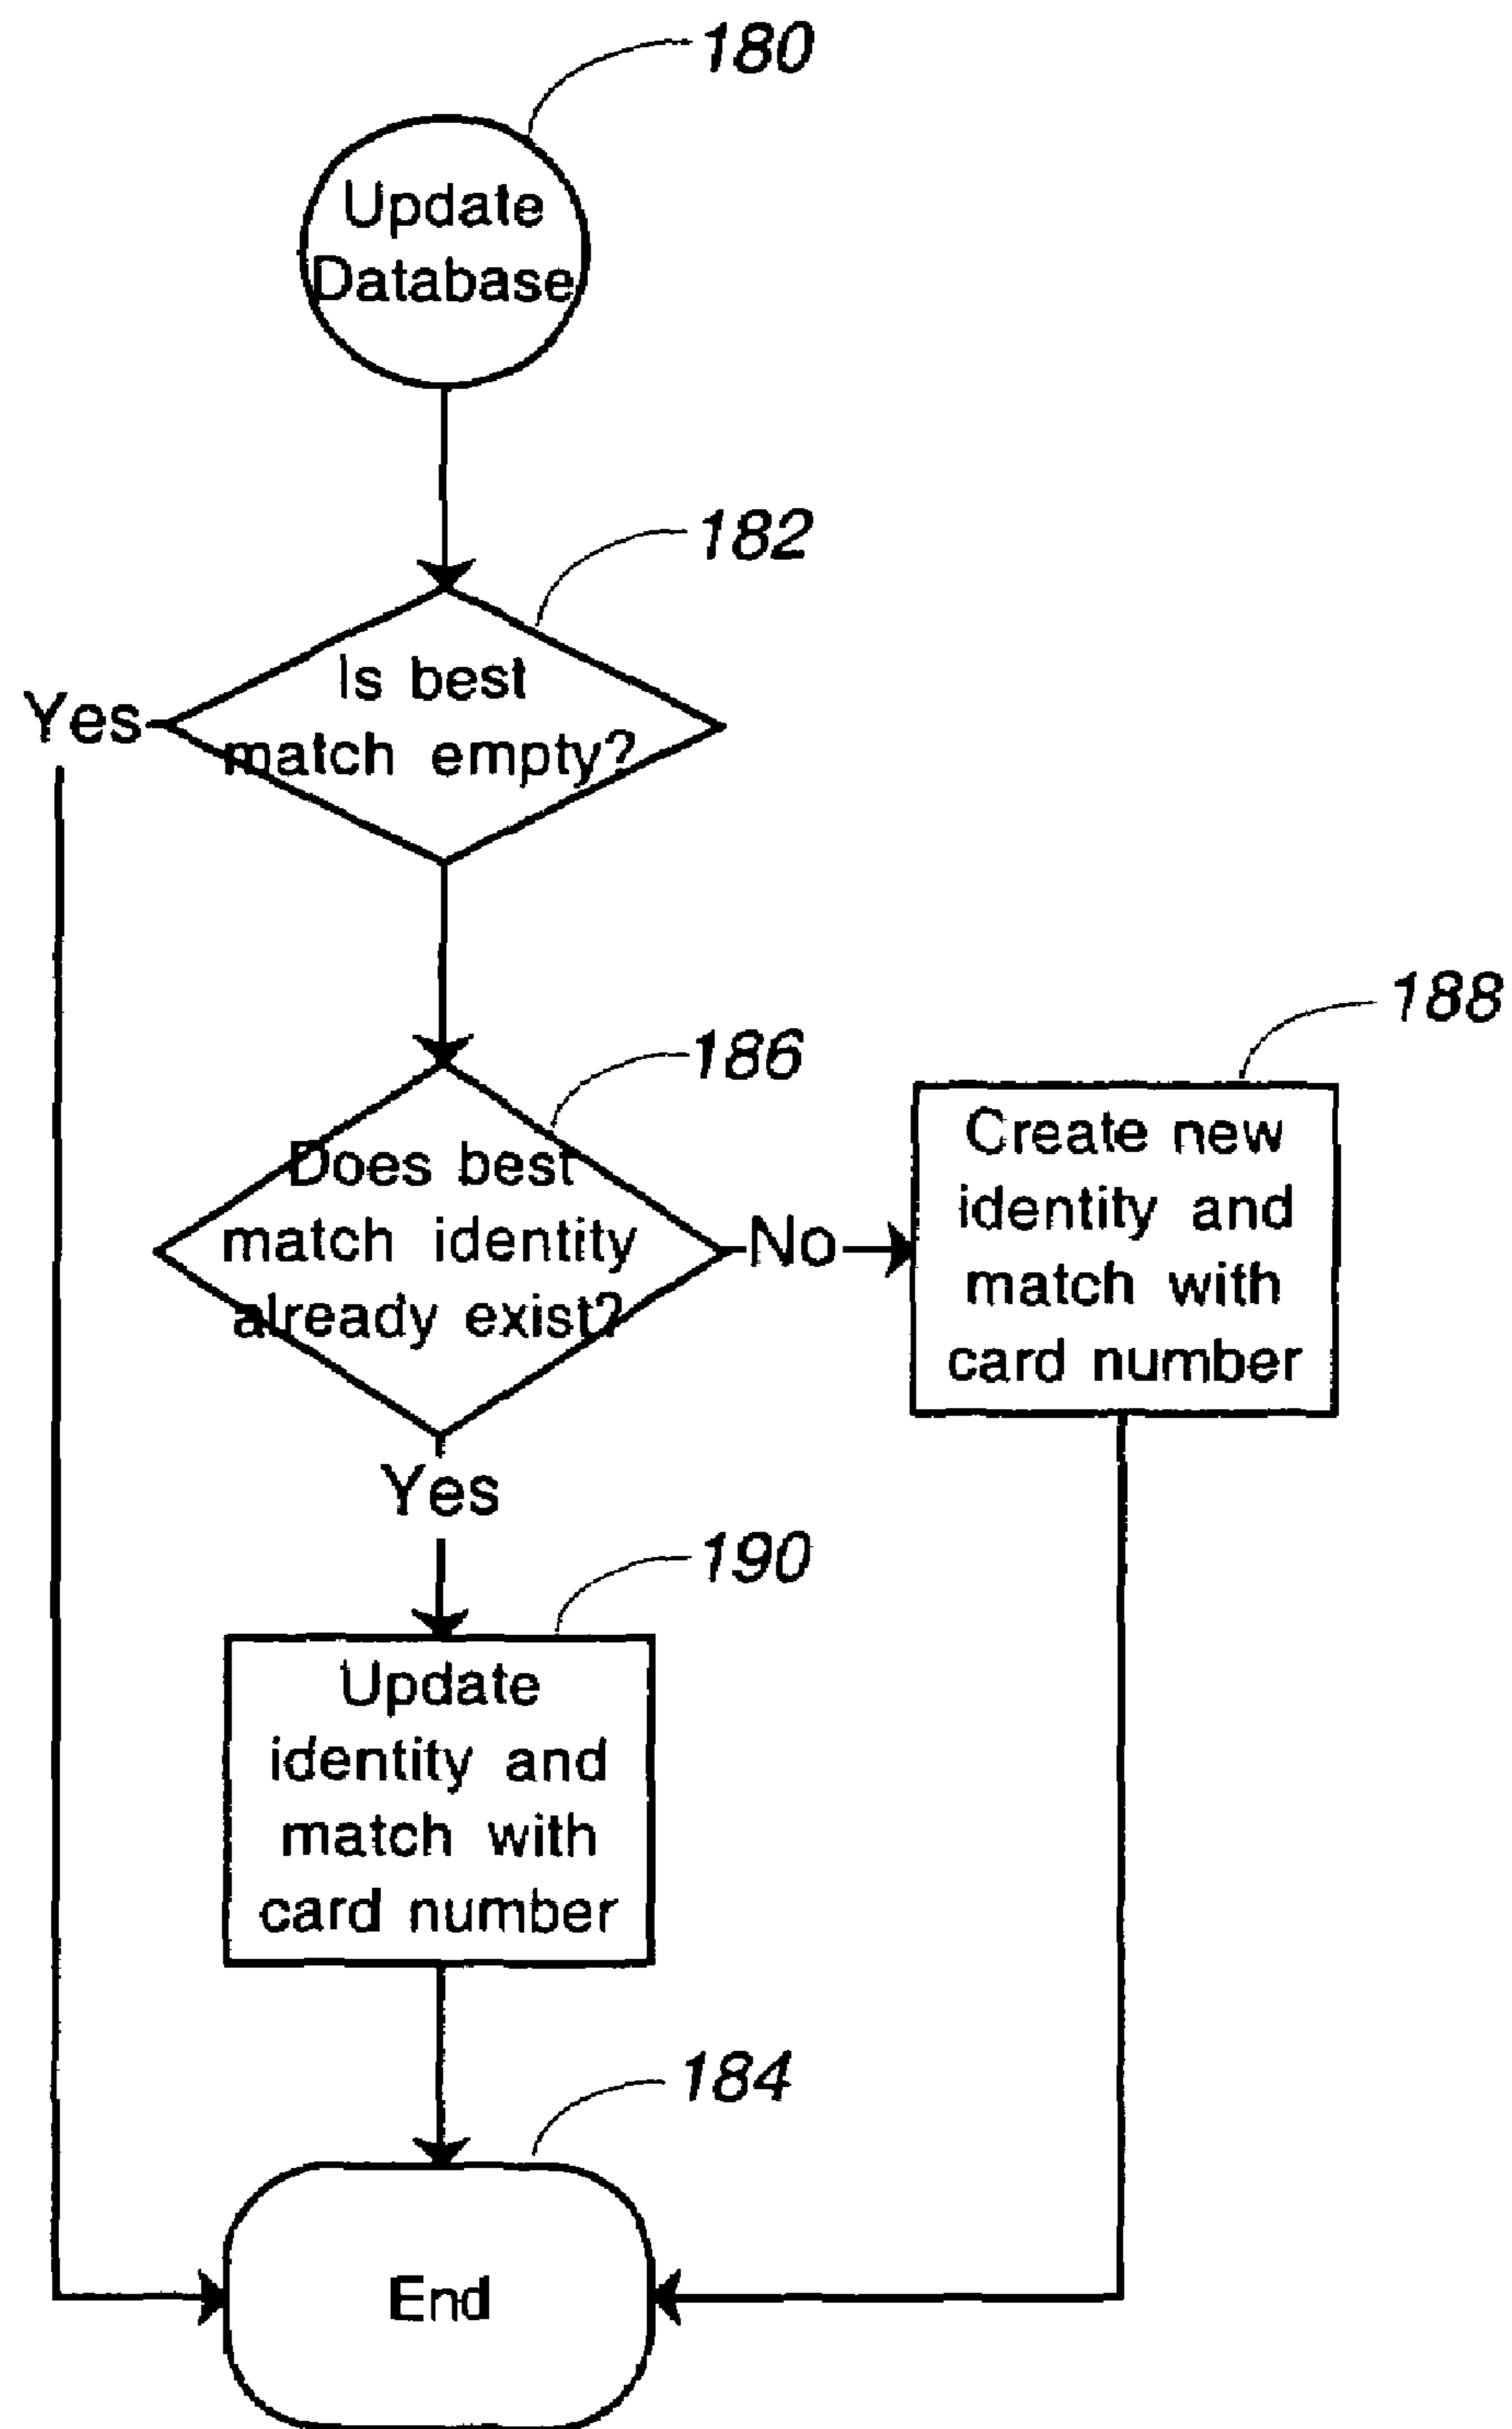 180
Update
Database
182
Is best
match empty?
Yes
186
Does best
match identity
already exist?
No
188
Create new
identity and
match with
card number
Yes
190
Update
identity and
match with
card number
184
End